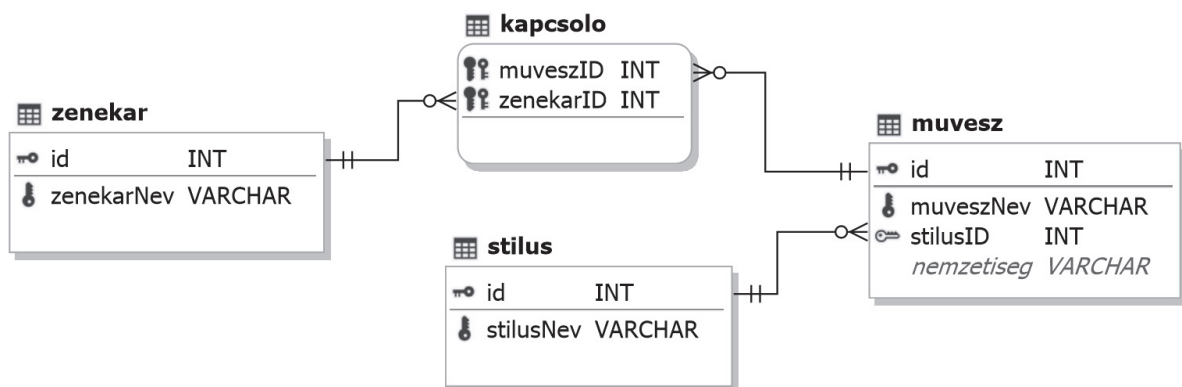 kapcsolo
muveszID INT
zenekarID INT
zenekar
id INT
zenekarNev VARCHAR
muvesz
id INT
muveszNev VARCHAR
stilusID INT
nemzetiseg VARCHAR
stilus
id INT
stilusNev VARCHAR